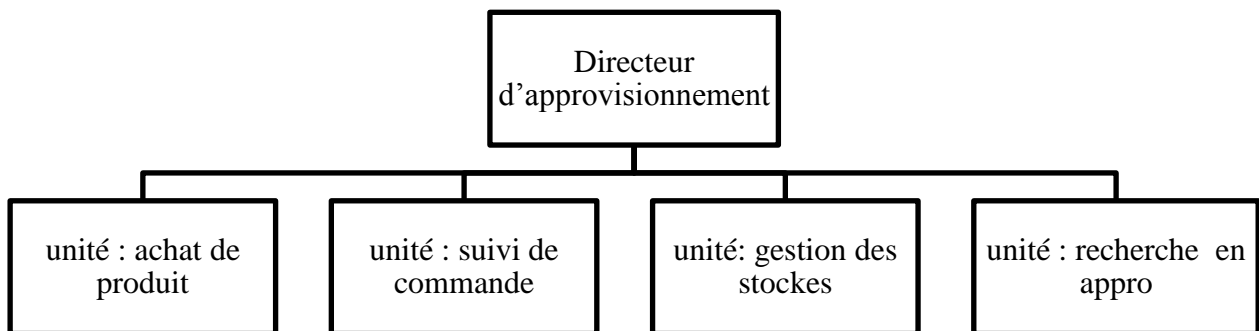 Directeur
d’approvisionnement
unité : achat de
produit
unité : suivi de
commande
unité: gestion des
stockes
unité : recherche en
appro